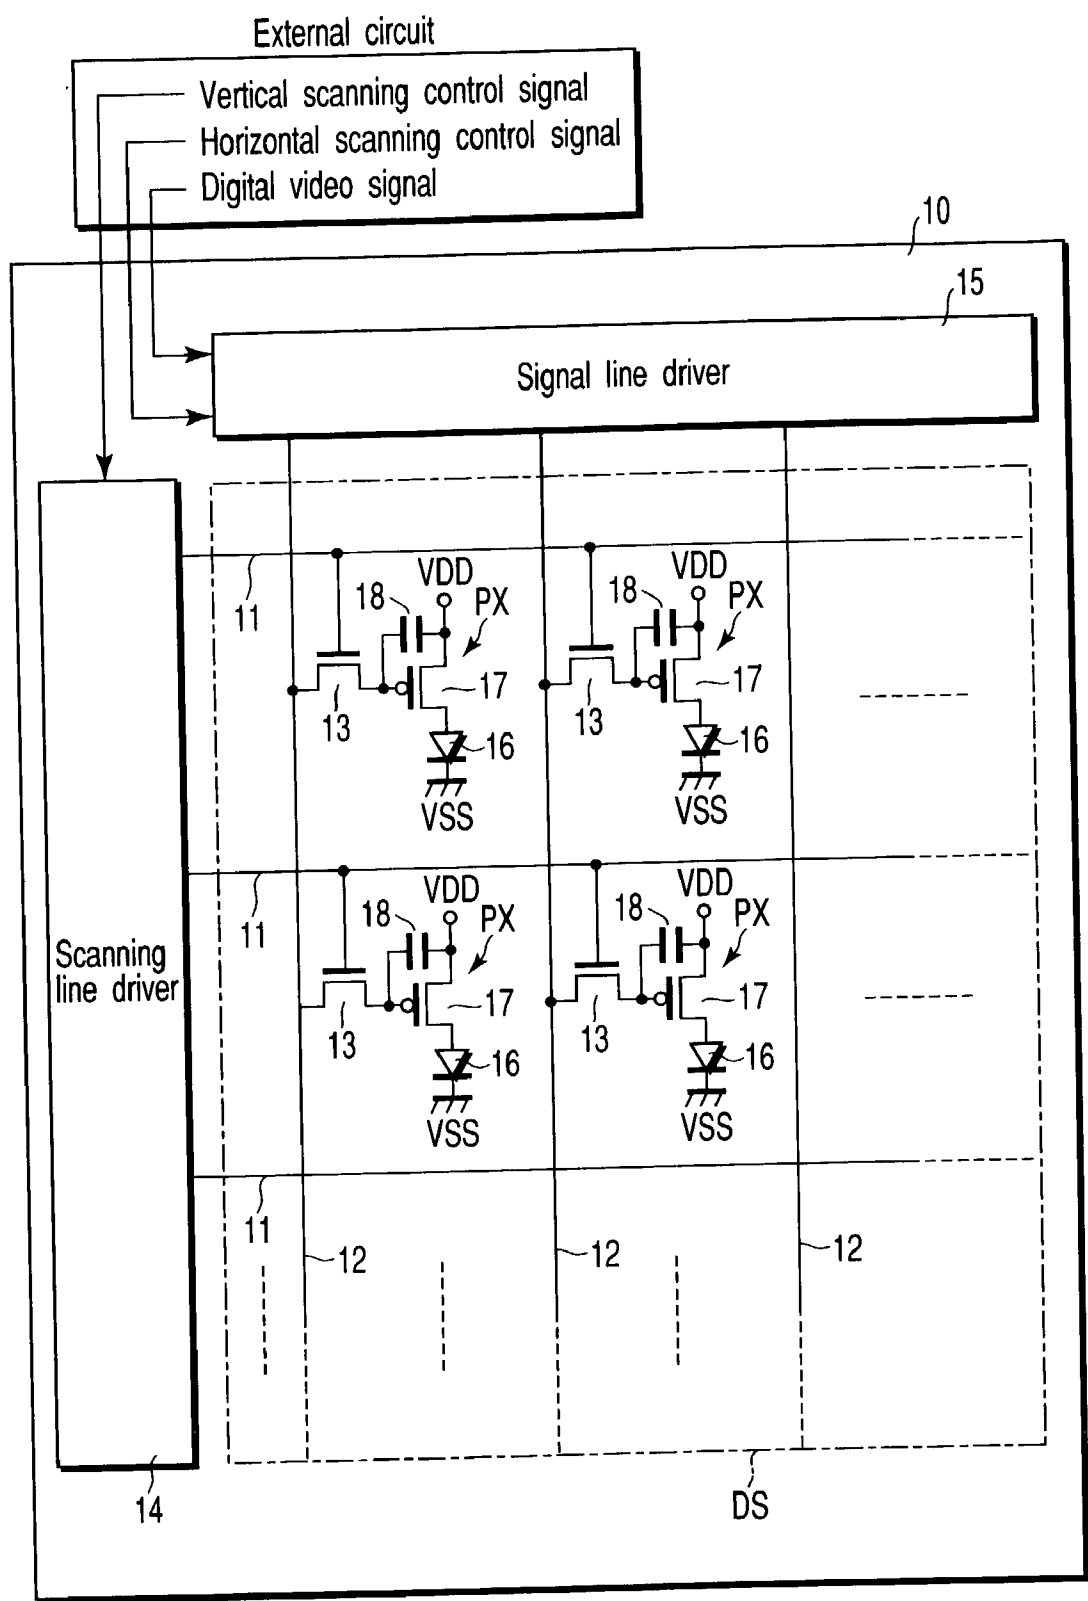 External circuit
Vertical scanning control signal
Horizontal scanning control signal
Digital video signal
10
15
Signal line driver
11
VDD
18
PX
17
13
16
VSS
VDD
18
PX
17
13
16
VSS
11
VDD
18
PX
17
13
16
VSS
VDD
18
PX
17
13
16
VSS
Scanning
line driver
11
12
12
12
14
DS